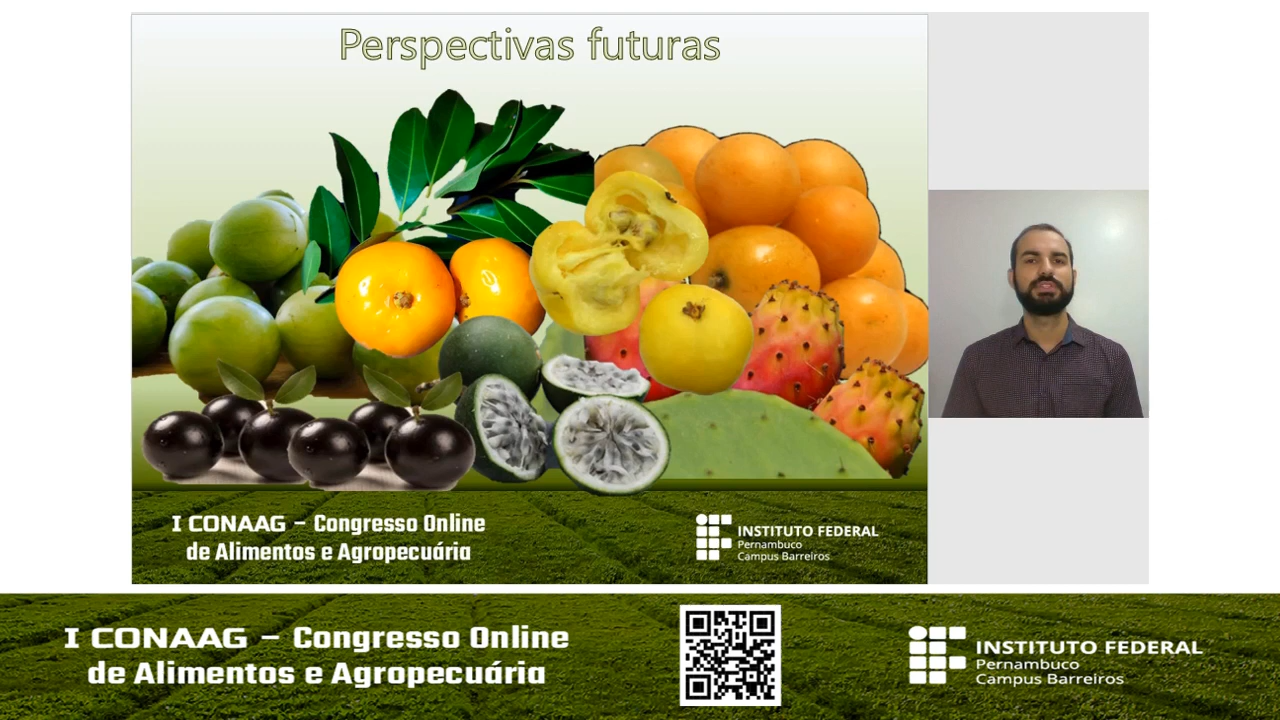 Perspectivas futuras
I CONAAG – Congresso Online
de Alimentos e Agropecuária
INSTITUTO FEDERAL
Pernambuco
Campus Barreiros
I CONAAG – Congresso Online
de Alimentos e Agropecuária
INSTITUTO FEDERAL
Pernambuco
Campus Barreiros